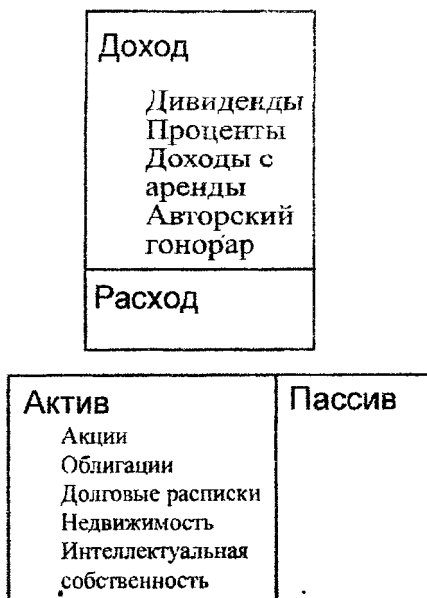 Доход
Дивиденды
Проценты
Доходы с
аренды
Авторский
гонорар
Расход
Актив
Пассив
Акции
Облигации
Долговые расписки
Недвижимость
Интеллектуальная
собственность